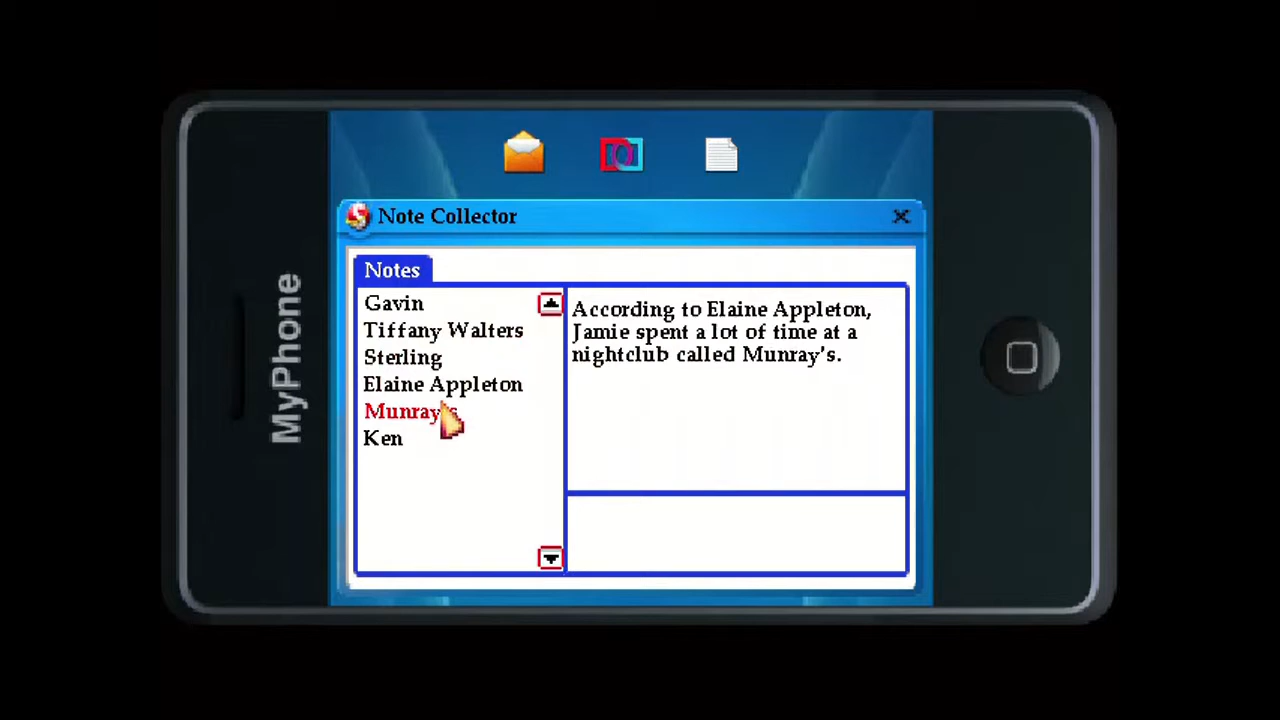 MyPhone
Note Collector
Notes
Gavin
Tiffany Walters
Sterling
Elaine Appleton
Munray's
Ken
According to Elaine Appleton,
Jamie spent a lot of time at a
nightclub called Munray's.